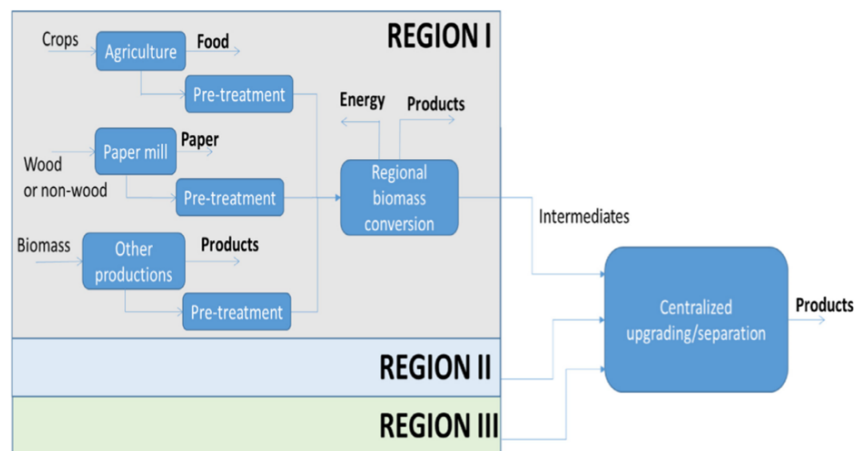 REGION I
Crops
Agriculture
Food
Pre-treatment
Energy
Products
Paper mill
Paper
Wood
or non-wood
Pre-treatment
Regional
biomass
conversion
Intermediates
Biomass
Other
productions
Products
Pre-treatment
Centralized
upgrading/separation
Products
REGION II
REGION III